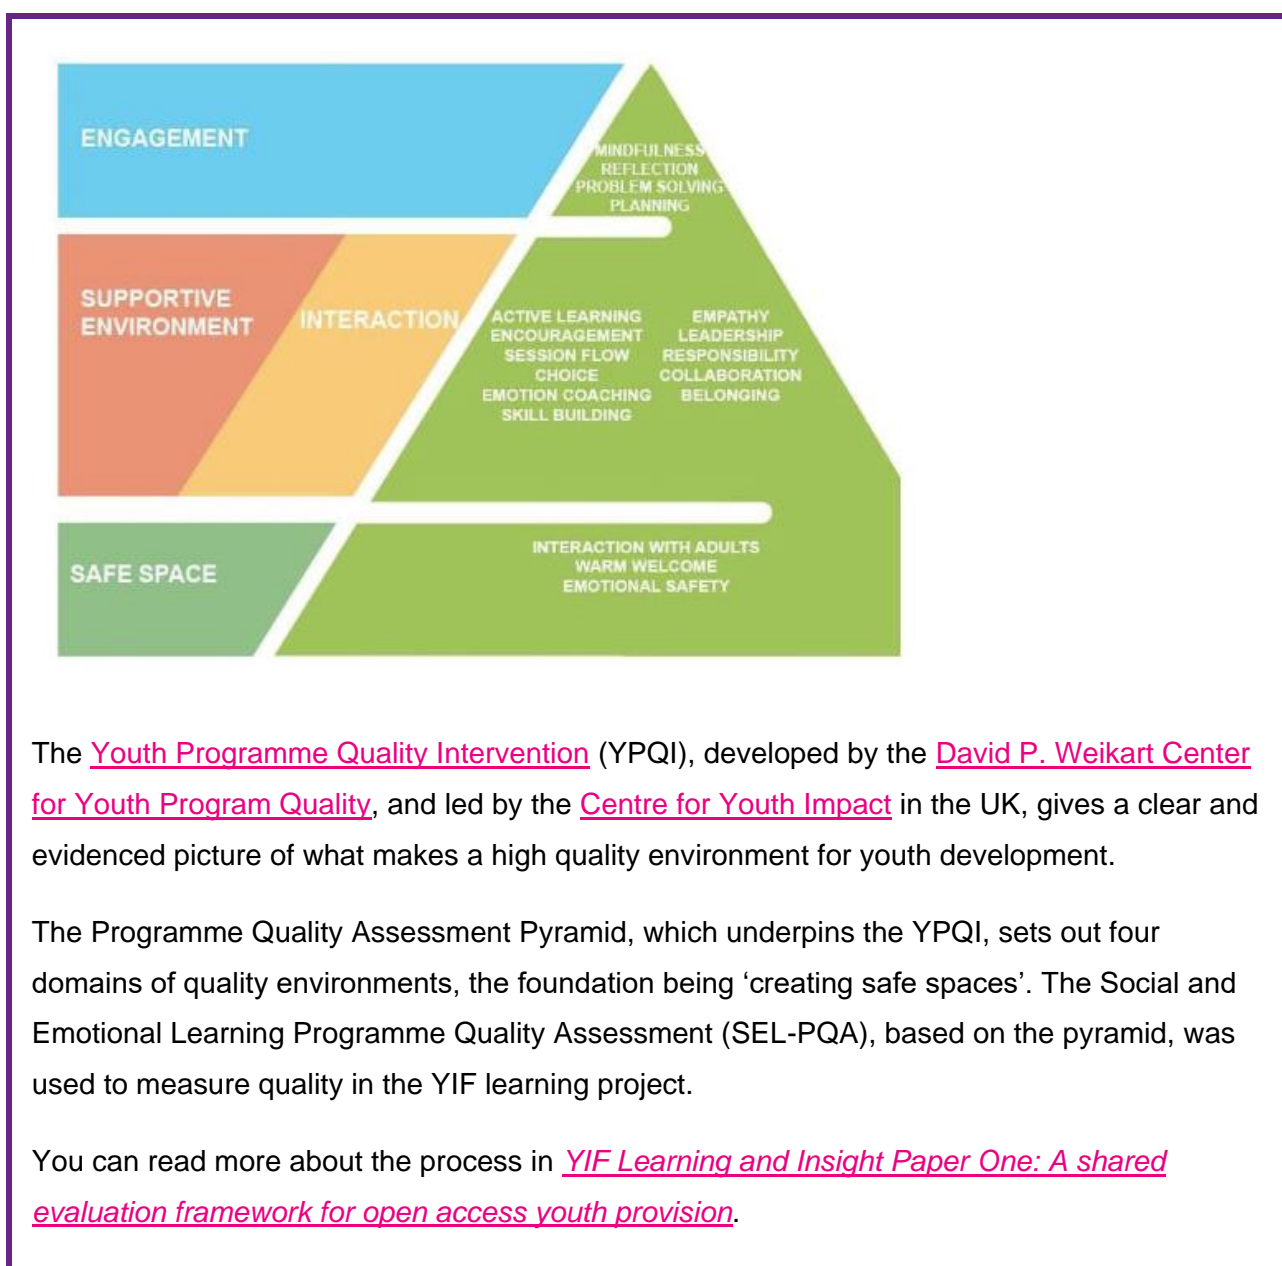 ENGAGEMENT
MINDFULNESS
REFLECTION
PROBLEM SOLVING
PLANNING
SUPPORTIVE
ENVIRONMENT
INTERACTION
ACTIVE LEARNING
ENCOURAGEMENT
SESSION FLOW
CHOICE
EMOTION COACHING
SKILL BUILDING
EMPATHY
LEADERSHIP
RESPONSIBILITY
COLLABORATION
BELONGING
SAFE SPACE
INTERACTION WITH ADULTS
WARM WELCOME
EMOTIONAL SAFETY
The Youth Programme Quality Intervention (YPQI), developed by the David P. Weikart Center
for Youth Program Quality, and led by the Centre for Youth Impact in the UK, gives a clear and
evidenced picture of what makes a high quality environment for youth development.
The Programme Quality Assessment Pyramid, which underpins the YPQI, sets out four
domains of quality environments, the foundation being ‘creating safe spaces’. The Social and
Emotional Learning Programme Quality Assessment (SEL-PQA), based on the pyramid, was
used to measure quality in the YIF learning project.
You can read more about the process in YIF Learning and Insight Paper One: A shared
evaluation framework for open access youth provision.